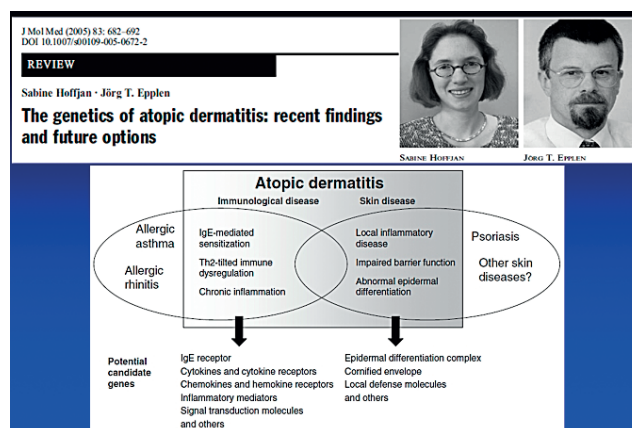 J Mol Med (2005) 83: 682–692
DOI 10.1007/s00109-005-0672-2
REVIEW
Sabine Hoffjan · Jörg T. Epplen
The genetics of atopic dermatitis: recent findings
and future options
SABINE HOFFJAN
JÖRG T. EPPLEN
Atopic dermatitis
Immunological disease
Skin disease
Allergic
asthma
Allergic
rhinitis
IgE-mediated
sensitization
Th2-tilted immune
dysregulation
Chronic inflammation
Local inflammatory
disease
Impaired barrier function
Abnormal epidermal
differentiation
Psoriasis
Other skin
diseases?
Potential
candidate
genes
IgE receptor
Cytokines and cytokine receptors
Chemokines and hemokine receptors
Inflammatory mediators
Signal transduction molecules
and others
Epidermal differentiation complex
Cornified envelope
Local defense molecules
and others